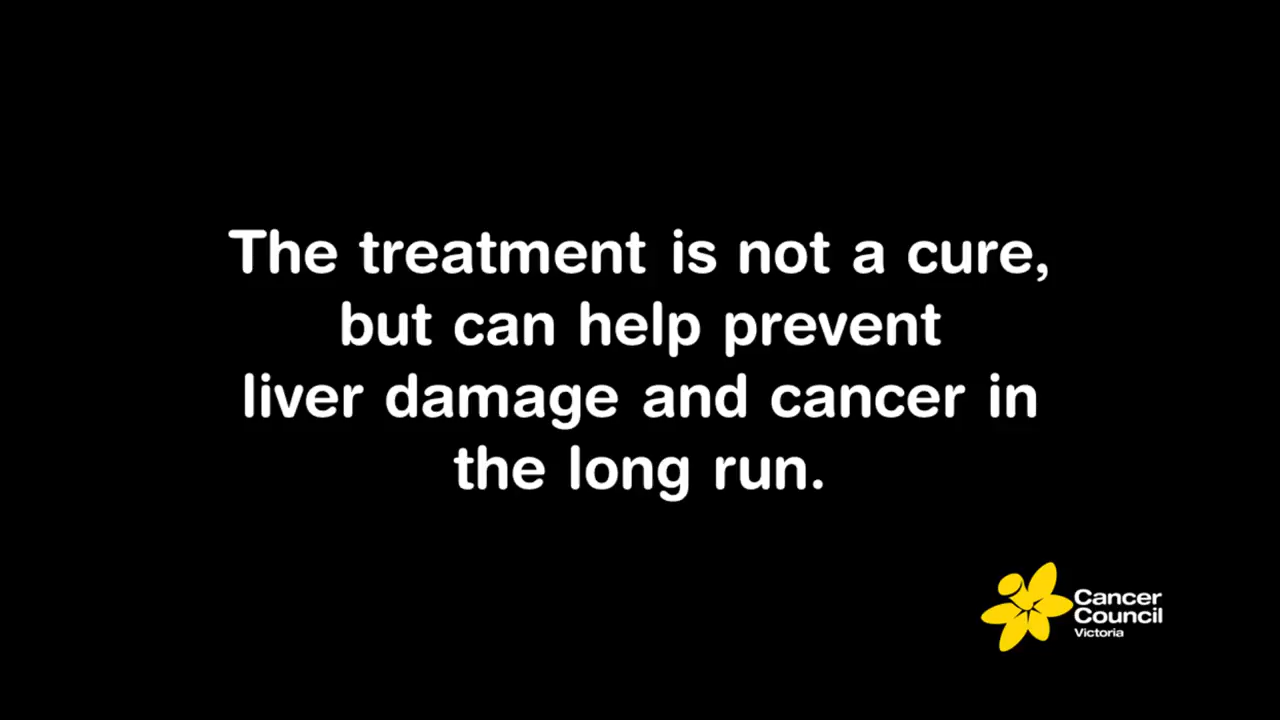 The treatment is not a cure,
but can help prevent
liver damage and cancer in
the long run.
Cancer
Council
Victoria